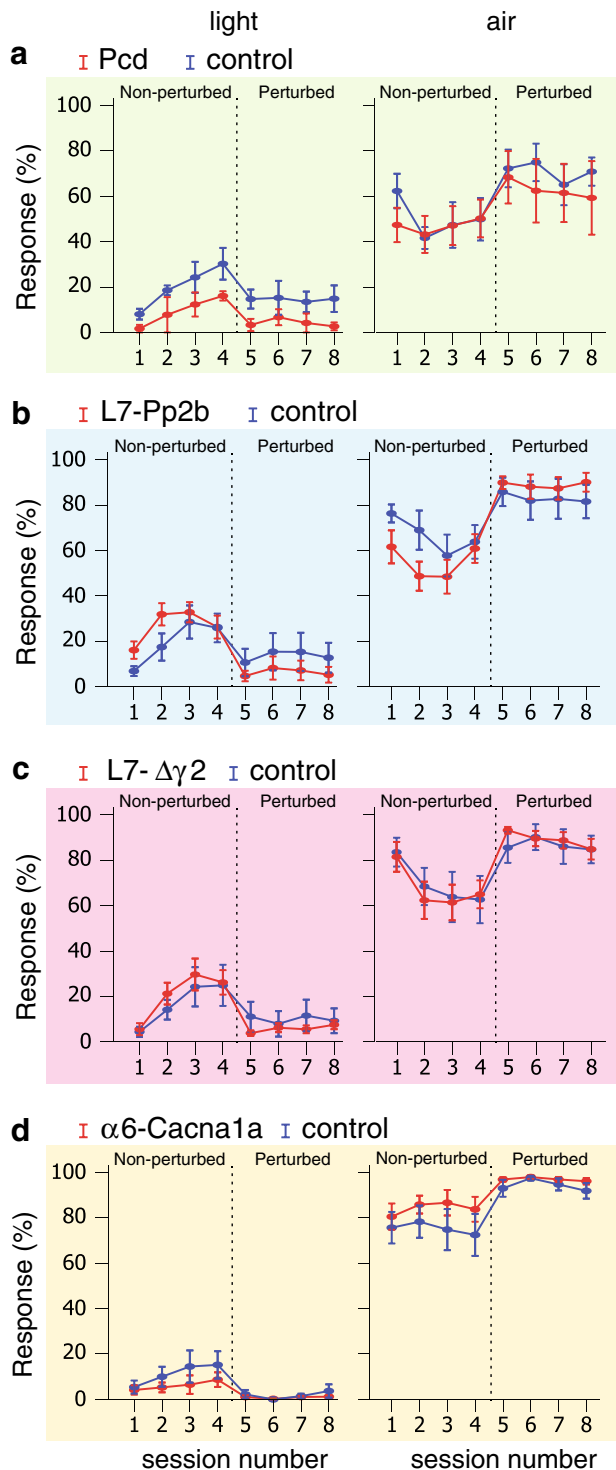 light air
a Pcd control
Non-perturbed Perturbed Non-perturbed Perturbed
Response (%)
100
80
60
40
20
0
1 2 3 4 5 6 7 8 1 2 3 4 5 6 7 8
b L7-Pp2b control
Non-perturbed Perturbed Non-perturbed Perturbed
Response (%)
100
80
60
40
20
0
1 2 3 4 5 6 7 8 1 2 3 4 5 6 7 8
c L7- Δγ2 control
Non-perturbed Perturbed Non-perturbed Perturbed
Response (%)
100
80
60
40
20
0
1 2 3 4 5 6 7 8 1 2 3 4 5 6 7 8
d α6-Cacna1a control
Non-perturbed Perturbed Non-perturbed Perturbed
Response (%)
100
80
60
40
20
0
1 2 3 4 5 6 7 8 1 2 3 4 5 6 7 8
session number session number